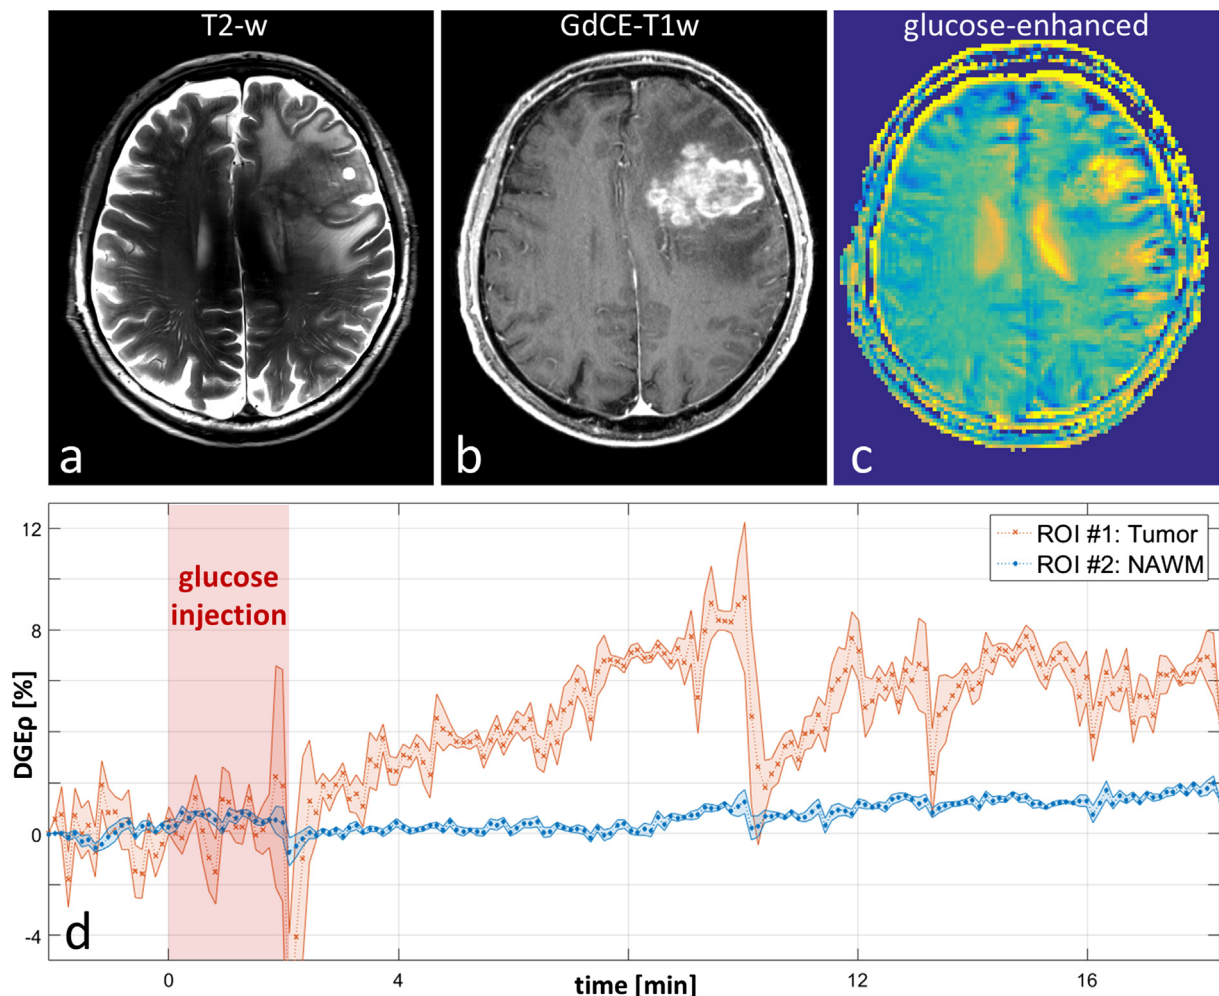 T2-w
GdCE-T1w
glucose-enhanced
a
b
c
12
8
4
0
-4
DGEρ [%]
glucose
injection
ROI #1: Tumor
ROI #2: NAWM
d
0
4
12
16
time [min]